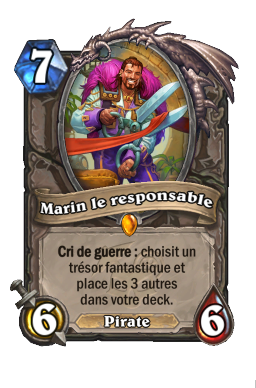 7
Marin le responsable
Cri de guerre : choisit un
trésor fantastique et
place les 3 autres
dans votre deck.
6
Pirate
6